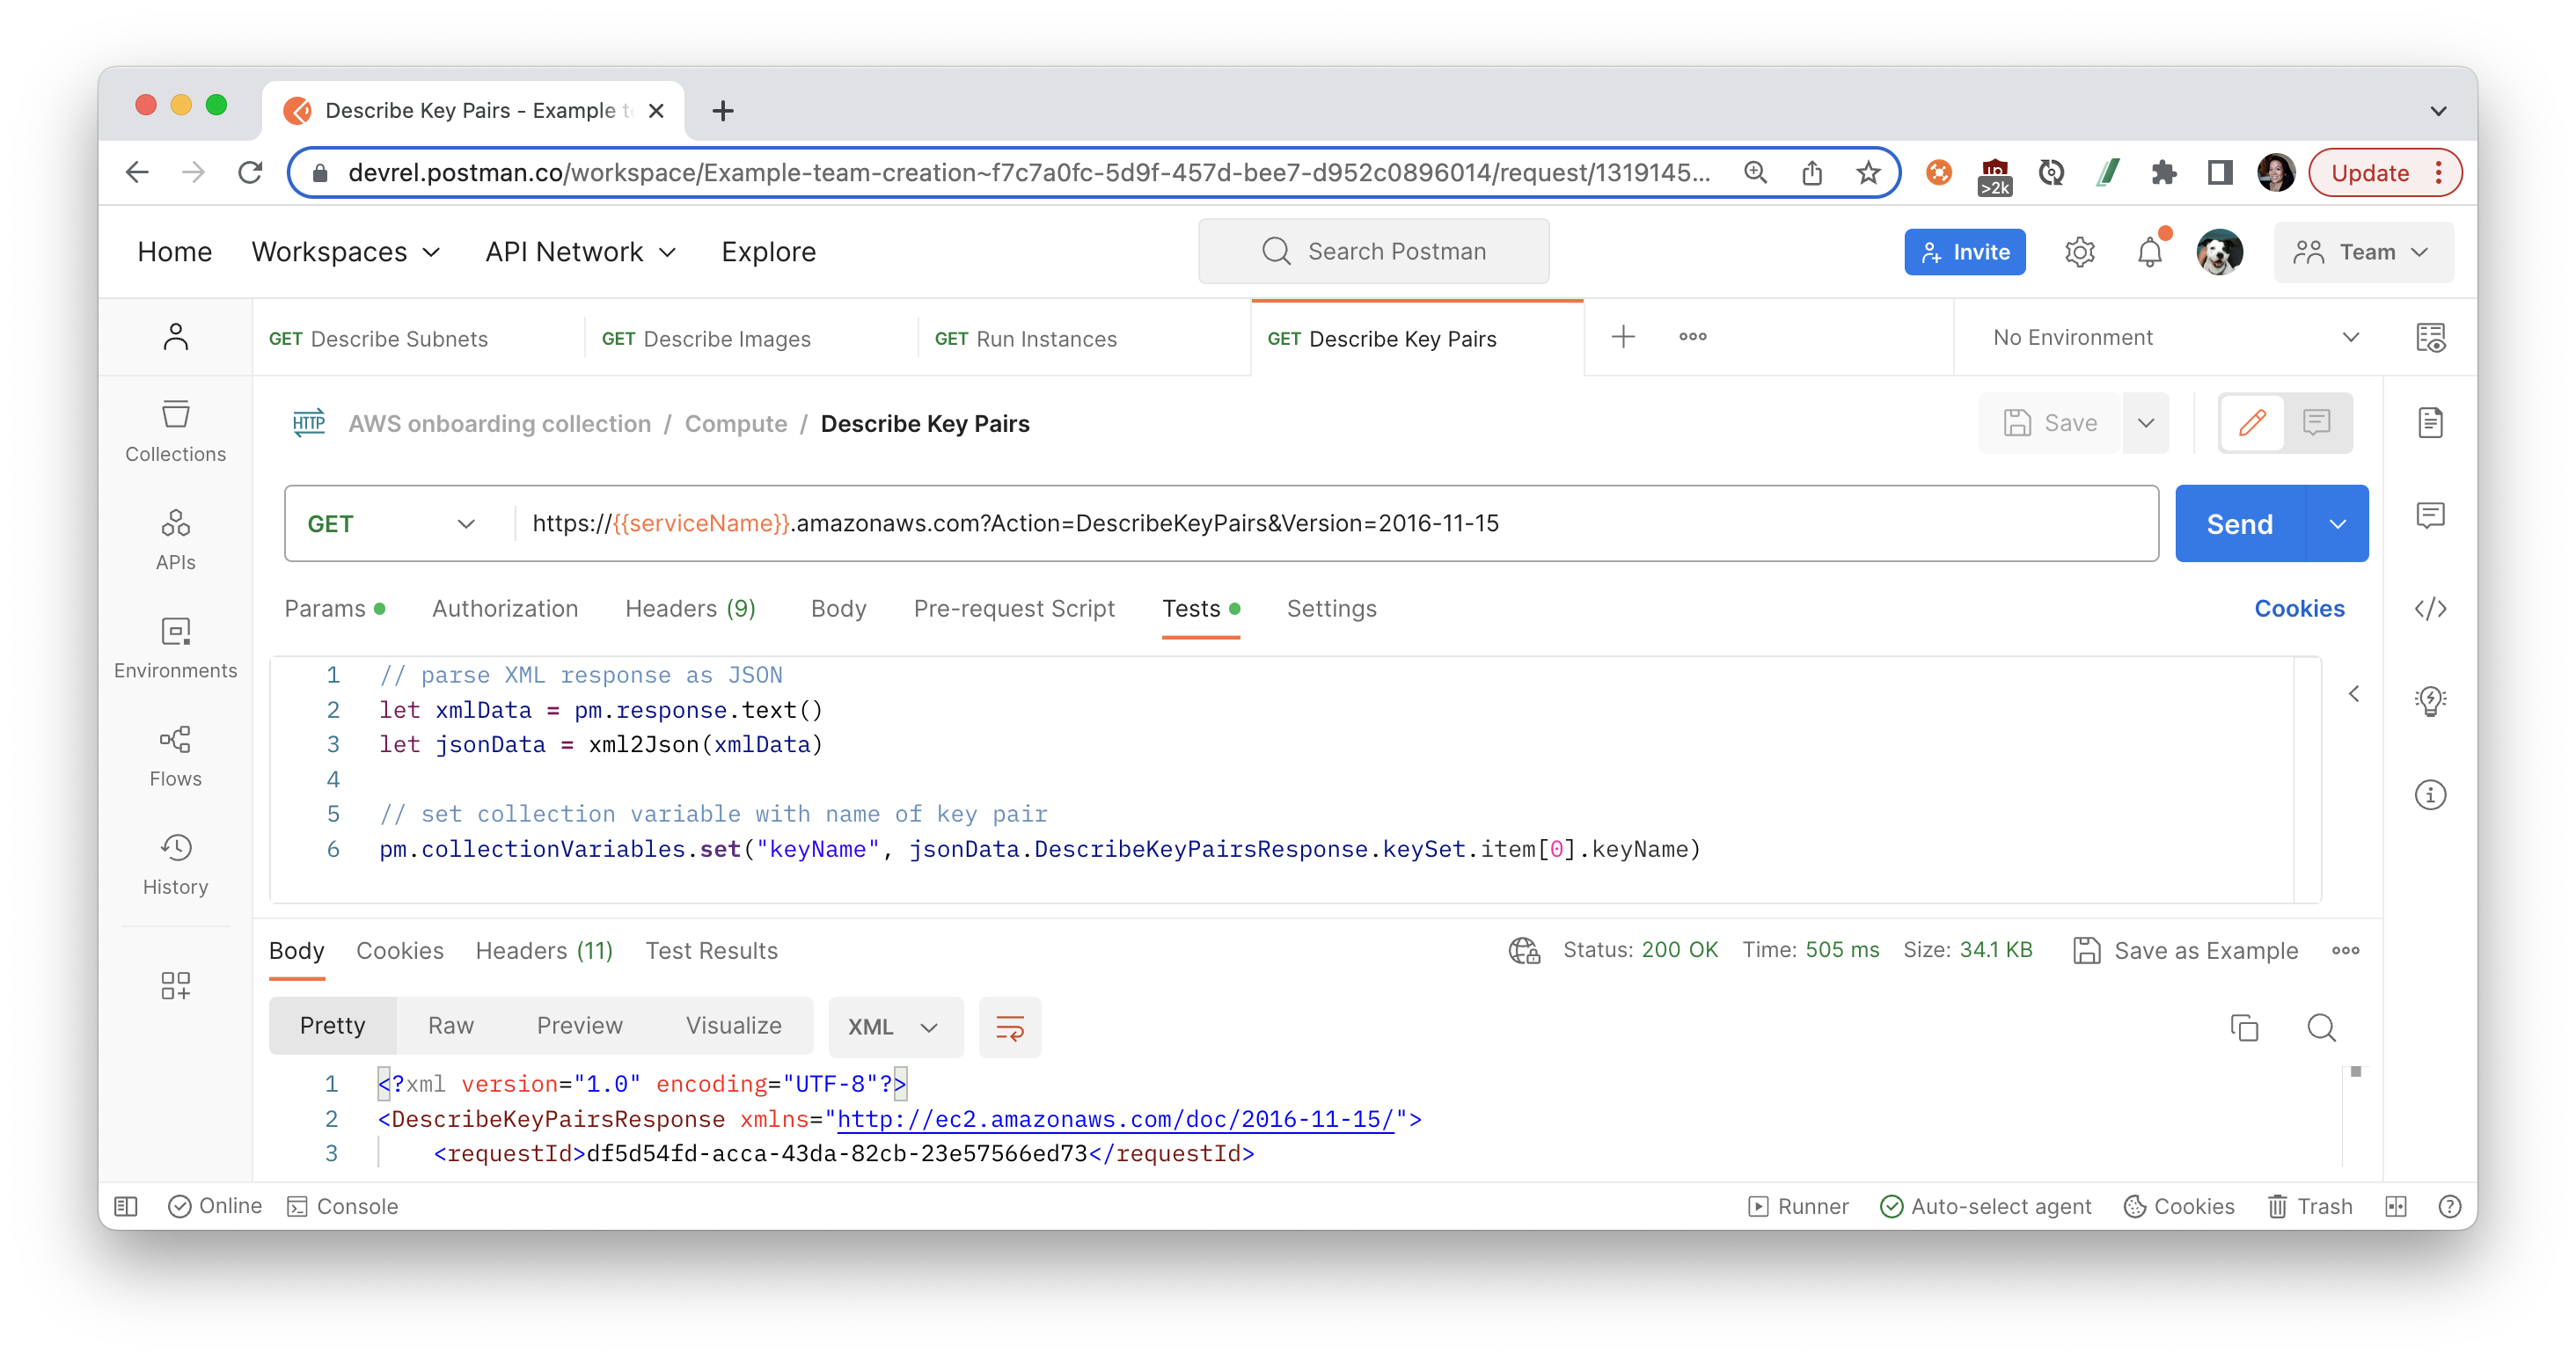 Describe Key Pairs - Example t
devrel.postman.co/workspace/Example-team-creation~f7c7a0fc-5d9f-457d-bee7-d952c0896014/request/1319145...
>2k
Update
Home Workspaces API Network Explore
Search Postman
Invite
Team
GET Describe Subnets
GET Describe Images
GET Run Instances
GET Describe Key Pairs
No Environment
HTTP AWS onboarding collection / Compute / Describe Key Pairs
Save
Collections
APIs
Environments
Flows
History
GET https://{{serviceName}}.amazonaws.com?Action=DescribeKeyPairs&Version=2016-11-15
Send
Params Authorization Headers (9) Body Pre-request Script Tests Settings Cookies
1 // parse XML response as JSON
2 let xmlData = pm.response.text()
3 let jsonData = xml2Json(xmlData)
4
5 // set collection variable with name of key pair
6 pm.collectionVariables.set("keyName", jsonData.DescribeKeyPairsResponse.keySet.item[0].keyName)
Body Cookies Headers (11) Test Results
Status: 200 OK Time: 505 ms Size: 34.1 KB Save as Example
Pretty Raw Preview Visualize XML
1 <?xml version="1.0" encoding="UTF-8"?>
2 <DescribeKeyPairsResponse xmlns="http://ec2.amazonaws.com/doc/2016-11-15/">
3 <requestId>df5d54fd-acca-43da-82cb-23e57566ed73</requestId>
Online Console
Runner Auto-select agent Cookies Trash